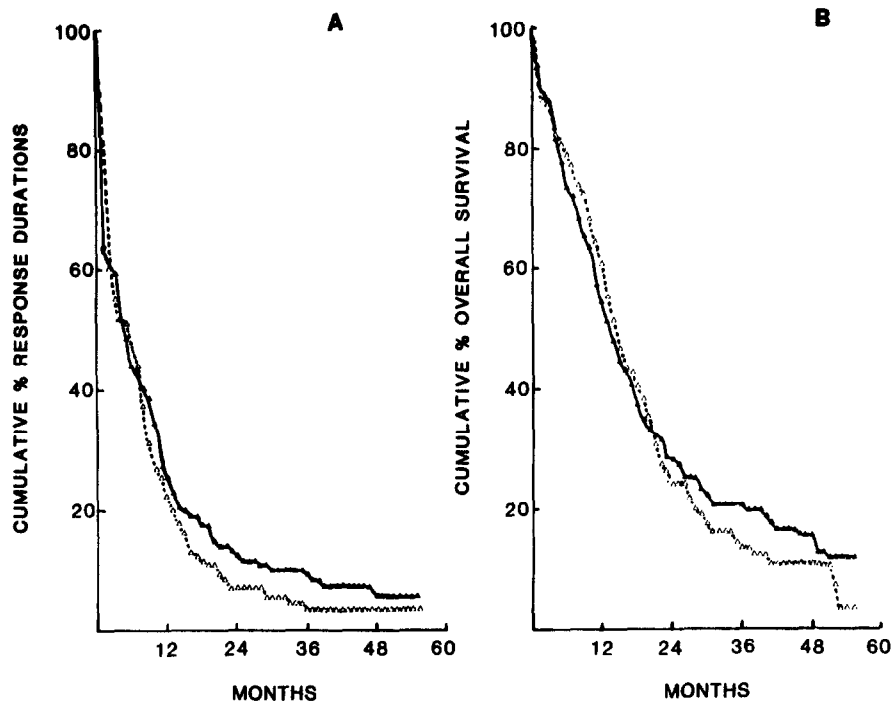 A
CUMULATIVE % RESPONSE DURATIONS
100
80
60
40
20
12 24 36 48 60
MONTHS
B
CUMULATIVE % OVERALL SURVIVAL
100
80
60
40
20
12 24 36 48 60
MONTHS